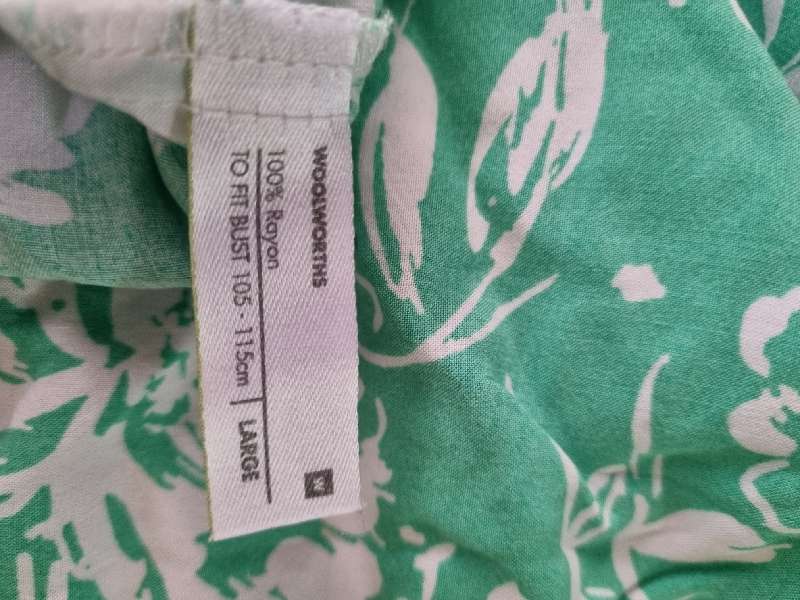 WOOLWORTHS W
100% Rayon
TO FIT BUST 105 - 115cm | LARGE